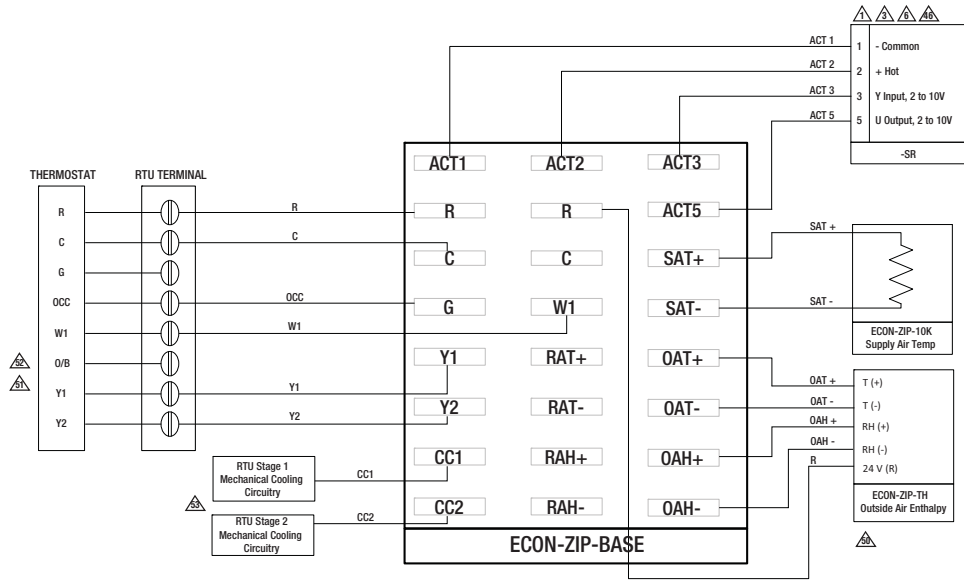 1 3 6 46
ACT 1
1 - Common
ACT 2
2 + Hot
ACT 3
3 Y Input, 2 to 10V
ACT 5
5 U Output, 2 to 10V
-SR
THERMOSTAT
RTU TERMINAL
R
C
G
OCC
W1
O/B
Y1
Y2
52
51
R
C
OCC
W1
Y1
Y2
ACT1 ACT2 ACT3
R R ACT5
C C SAT+
G W1 SAT-
Y1 RAT+ OAT+
Y2 RAT- OAT-
CC1 RAH+ OAH+
CC2 RAH- OAH-
ECON-ZIP-BASE
RTU Stage 1
Mechanical Cooling
Circuitry
CC1
53
RTU Stage 2
Mechanical Cooling
Circuitry
CC2
SAT +
SAT -
ECON-ZIP-10K
Supply Air Temp
OAT +
OAT -
OAH +
OAH -
R
T (+)
T (-)
RH (+)
RH (-)
24 V (R)
ECON-ZIP-TH
Outside Air Enthalpy
50